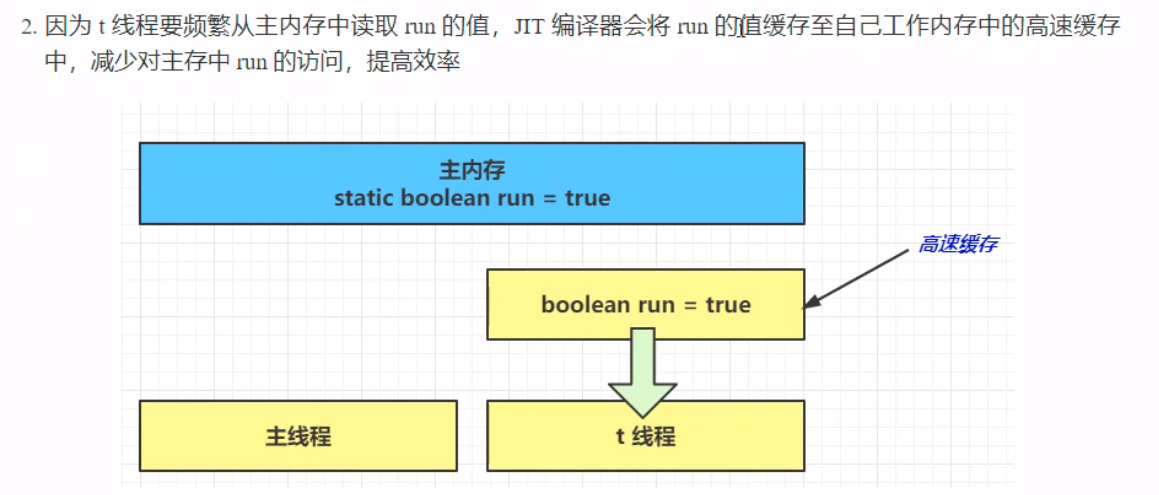 2. 因为 t 线程要频繁从主内存中读取 run 的值，JIT 编译器会将 run 的值缓存至自己工作内存中的高速缓存
中，减少对主存中 run 的访问，提高效率
主内存
static boolean run = true
高速缓存
boolean run = true
主线程
t 线程